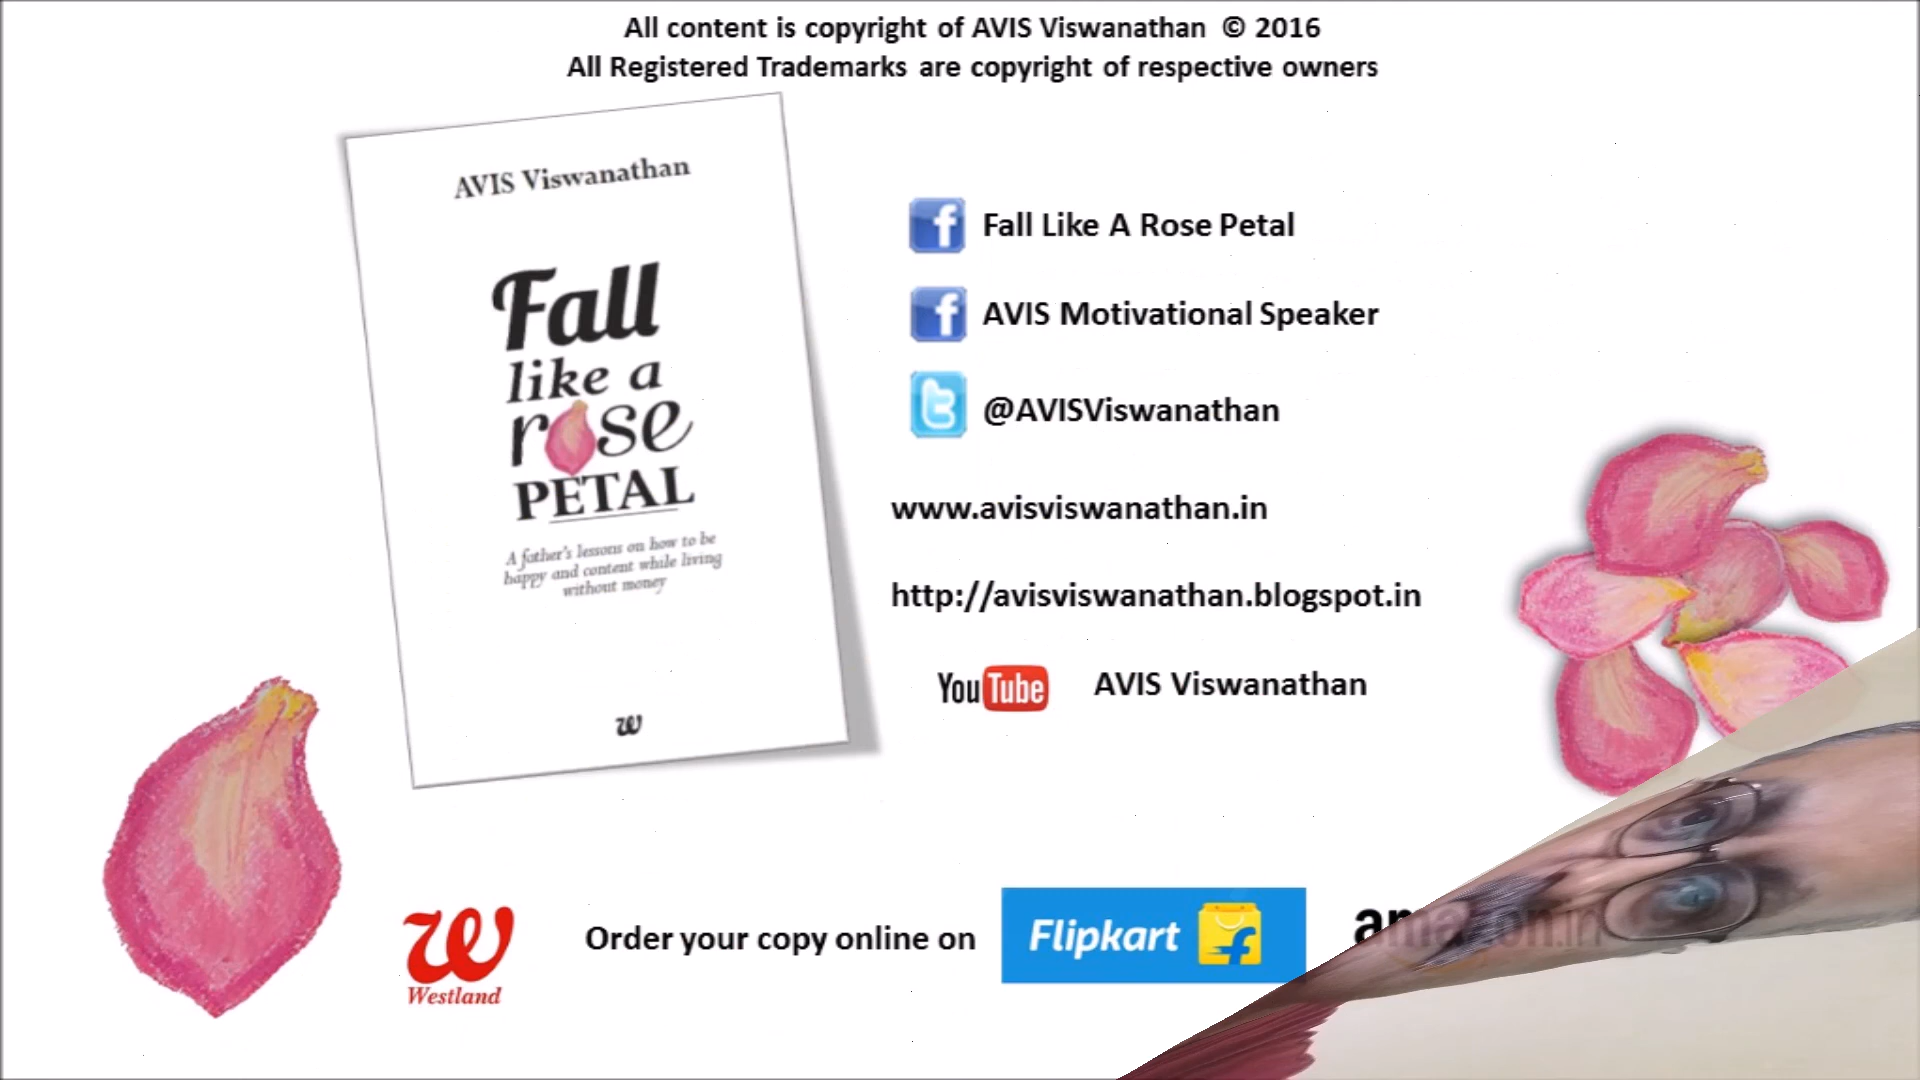 All content is copyright of AVIS Viswanathan © 2016
All Registered Trademarks are copyright of respective owners
AVIS Viswanathan
Fall
like a
rose
PETAL
A father's lessons on how to be
happy and content while living
without money
w
f Fall Like A Rose Petal
f AVIS Motivational Speaker
t @AVISViswanathan
www.avisviswanathan.in
http://avisviswanathan.blogspot.in
YouTube AVIS Viswanathan
w
Westland
Order your copy online on
Flipkart f
amazon.in